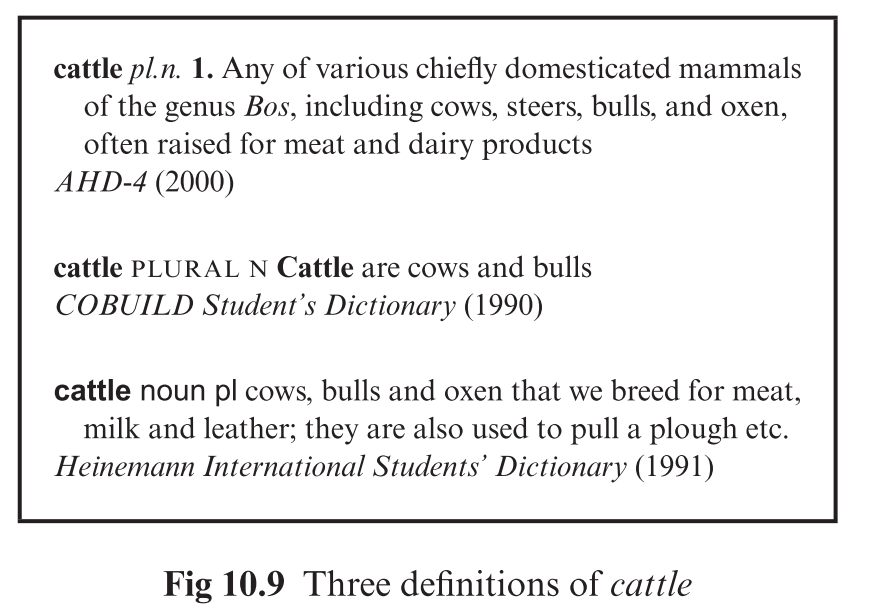 cattle pl.n. 1. Any of various chiefly domesticated mammals
of the genus Bos, including cows, steers, bulls, and oxen,
often raised for meat and dairy products
AHD-4 (2000)
cattle PLURAL N Cattle are cows and bulls
COBUILD Student’s Dictionary (1990)
cattle noun pl cows, bulls and oxen that we breed for meat,
milk and leather; they are also used to pull a plough etc.
Heinemann International Students’ Dictionary (1991)
Fig 10.9 Three definitions of cattle